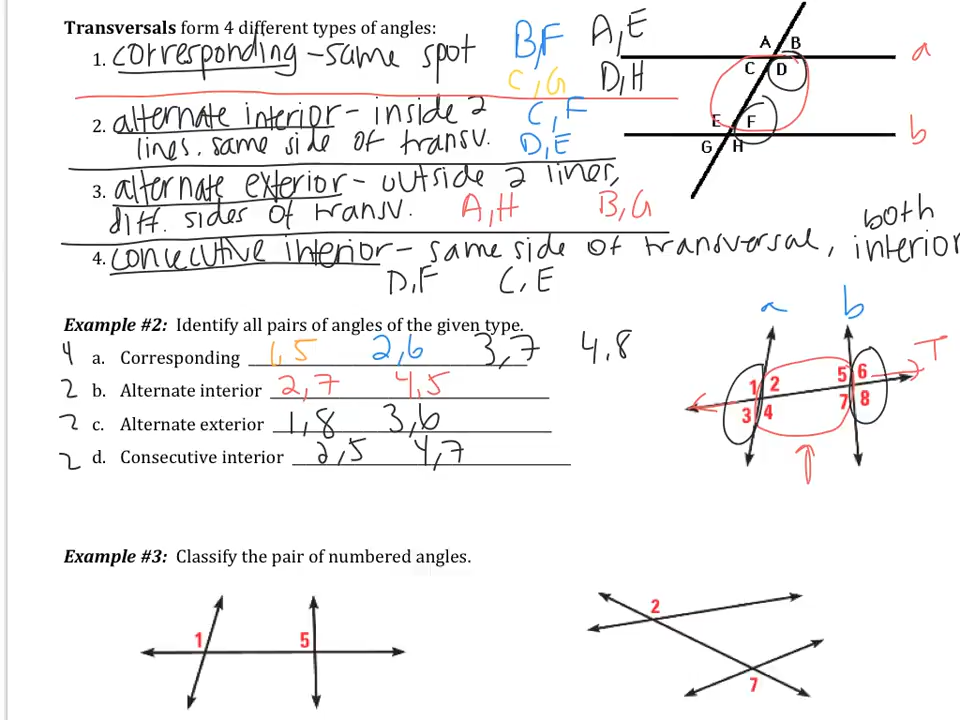 Transversals form 4 different types of angles:
1. corresponding - same spot B,F A,E
C,G D,H
2. alternate interior - inside 2 C,F
lines, same side of transv. D,E
3. alternate exterior - outside 2 lines,
diff. sides of transv. A,H B,G
4. consecutive interior - same side of transversal, both interior
D,F C,E
A B a
C D
E F b
G H
Example #2: Identify all pairs of angles of the given type.
4 a. Corresponding 1,5 2,6 3,7 4,8
2 b. Alternate interior 2,7 4,5
2 c. Alternate exterior 1,8 3,6
2 d. Consecutive interior 2,5 4,7
a b
T
1 2 5 6
3 4 7 8
Example #3: Classify the pair of numbered angles.
1 5
2
7